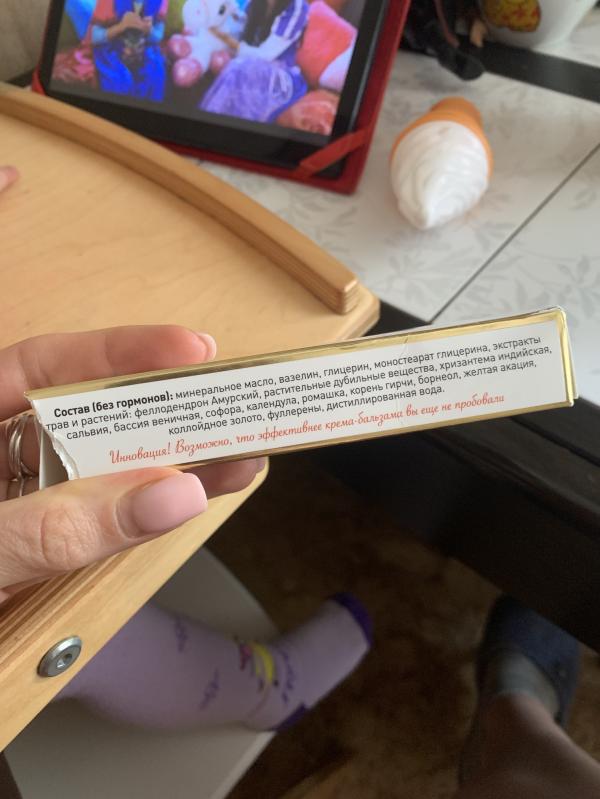 Состав (без гормонов): минеральное масло, вазелин, глицерин, моностеарат глицерина, экстракты
трав и растений: феллодендрон Амурский, растительные дубильные вещества, хризантема индийская,
сальвия, бассия веничная, софора, календула, ромашка, корень гирчи, борнеол, желтая акация,
коллойдное золото, фуллерены, дистиллированная вода.
Инновация! Возможно, что эффективнее крема-бальзама вы еще не пробовали